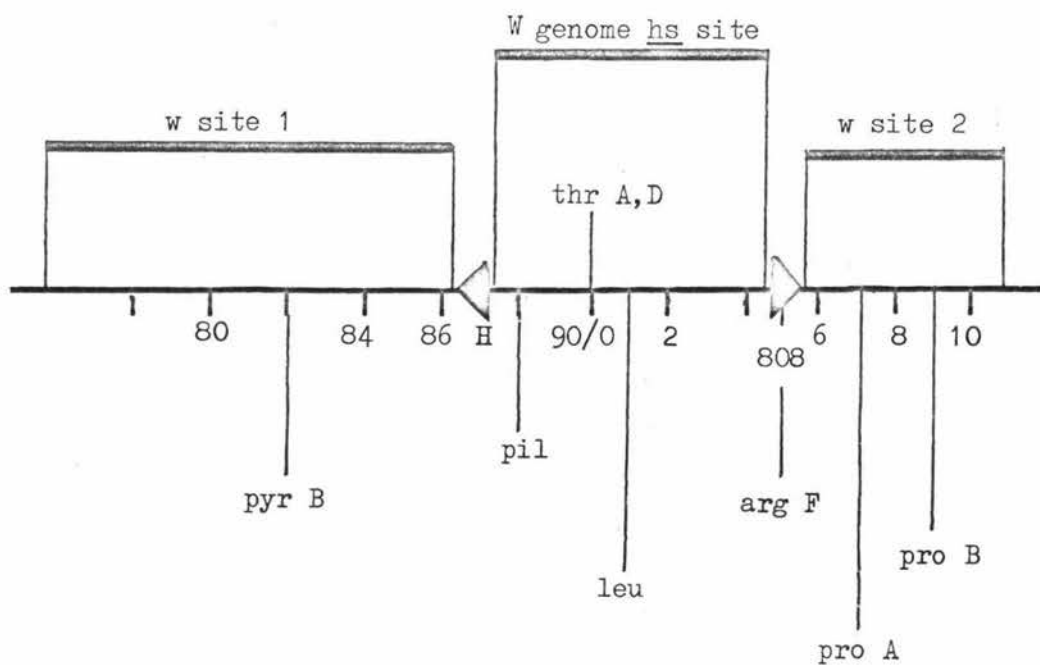 W genome hs site
w site 1
w site 2
thr A,D
80
84
86
H
90/0
2
808
6
8
10
pil
pyr B
arg F
leu
pro B
pro A